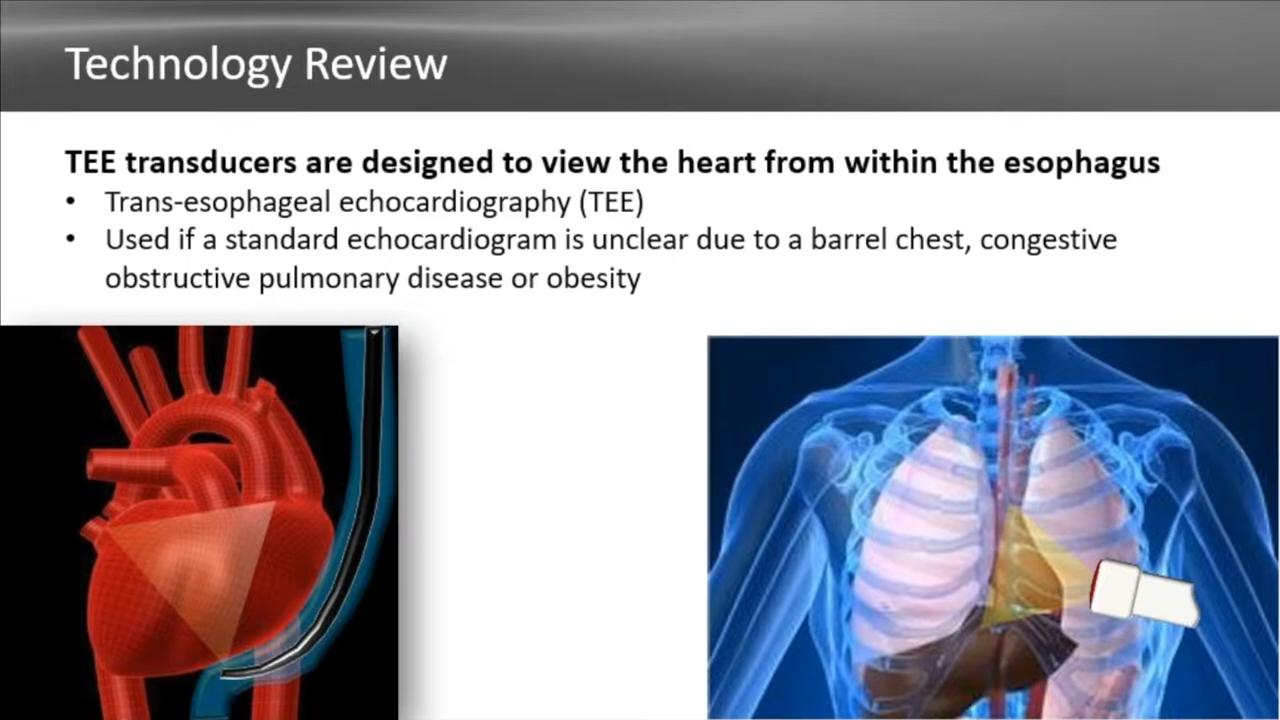 Technology Review
TEE transducers are designed to view the heart from within the esophagus
• Trans-esophageal echocardiography (TEE)
• Used if a standard echocardiogram is unclear due to a barrel chest, congestive
obstructive pulmonary disease or obesity